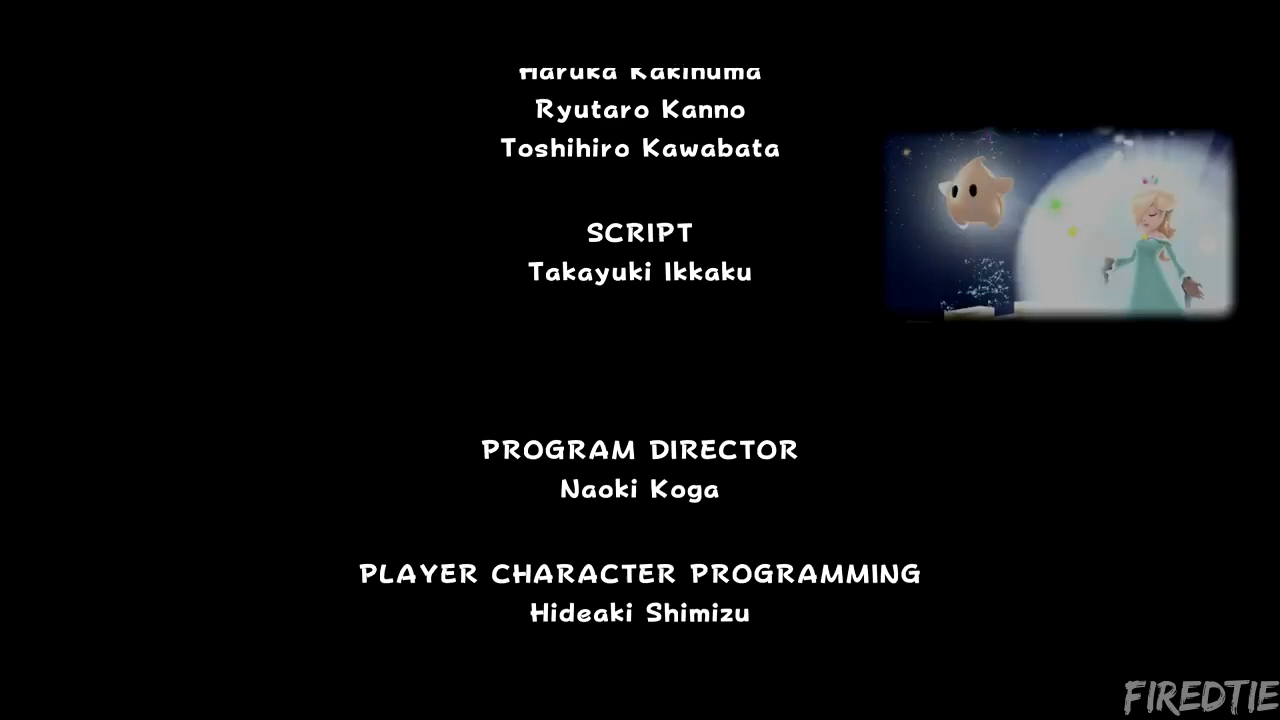 Haruka Kakinuma
Ryutaro Kanno
Toshihiro Kawabata
SCRIPT
Takayuki Ikkaku
PROGRAM DIRECTOR
Naoki Koga
PLAYER CHARACTER PROGRAMMING
Hideaki Shimizu
FIREDTIE